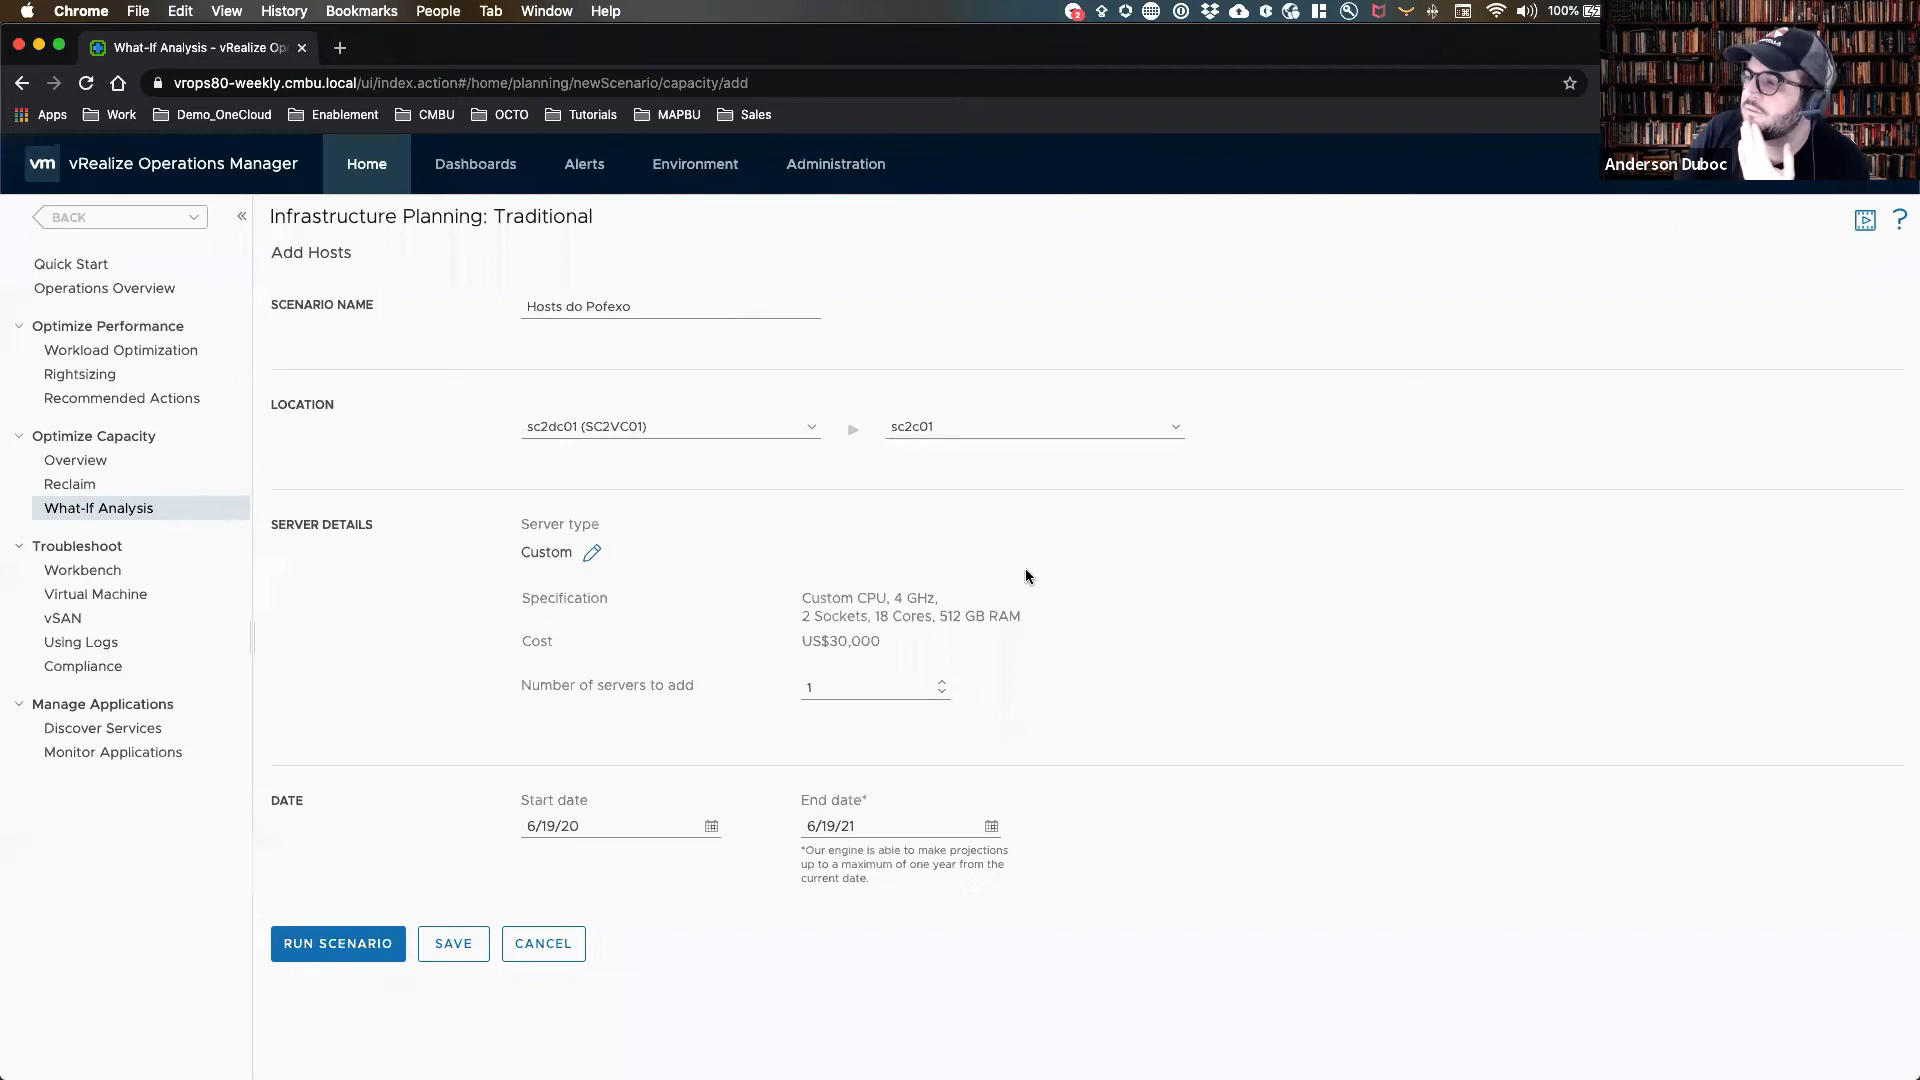 Chrome File Edit View History Bookmarks People Tab Window Help
2
100%
What-If Analysis - vRealize Op
vrops80-weekly.cmbu.local/ui/index.action#/home/planning/newScenario/capacity/add
Apps Work Demo_OneCloud Enablement CMBU OCTO Tutorials MAPBU Sales
Anderson Duboc
vm vRealize Operations Manager Home Dashboards Alerts Environment Administration
BACK
Quick Start
Operations Overview
Optimize Performance
Workload Optimization
Rightsizing
Recommended Actions
Optimize Capacity
Overview
Reclaim
What-If Analysis
Troubleshoot
Workbench
Virtual Machine
vSAN
Using Logs
Compliance
Manage Applications
Discover Services
Monitor Applications
Infrastructure Planning: Traditional
?
Add Hosts
SCENARIO NAME
Hosts do Pofexo
LOCATION
sc2dc01 (SC2VC01)
sc2c01
SERVER DETAILS
Server type
Custom
Specification
Custom CPU, 4 GHz,
2 Sockets, 18 Cores, 512 GB RAM
Cost
US$30,000
Number of servers to add
1
DATE
Start date
6/19/20
End date*
6/19/21
*Our engine is able to make projections
up to a maximum of one year from the
current date.
RUN SCENARIO SAVE CANCEL